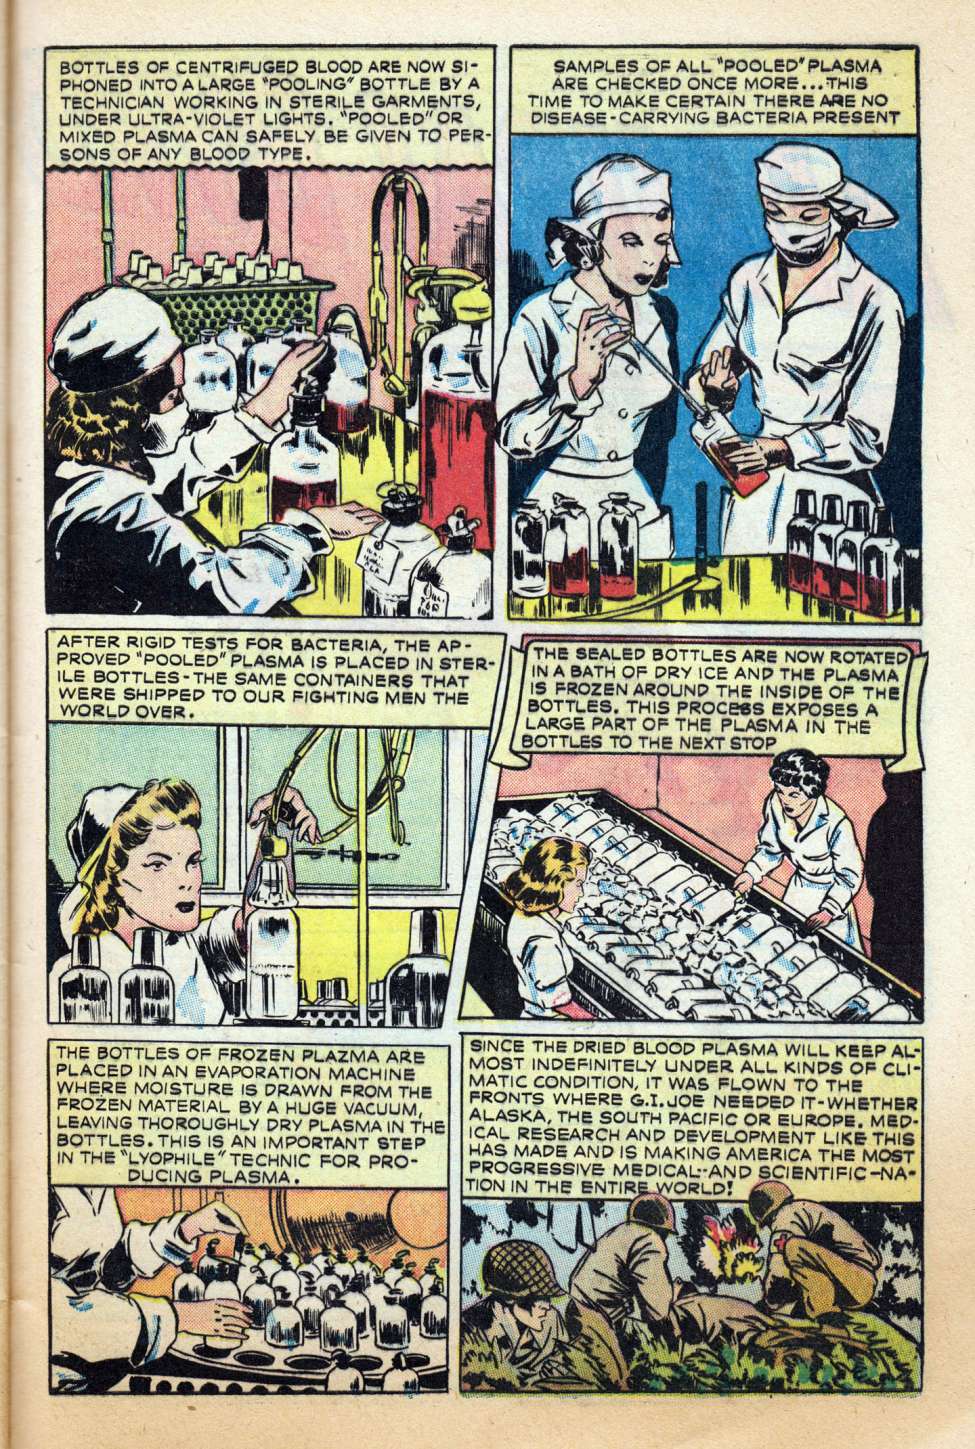 BOTTLES OF CENTRIFUGED BLOOD ARE NOW SI-
PHONED INTO A LARGE "POOLING" BOTTLE BY A
TECHNICIAN WORKING IN STERILE GARMENTS,
UNDER ULTRA-VIOLET LIGHTS. "POOLED" OR
MIXED PLASMA CAN SAFELY BE GIVEN TO PER-
SONS OF ANY BLOOD TYPE.
SAMPLES OF ALL "POOLED" PLASMA
ARE CHECKED ONCE MORE...THIS
TIME TO MAKE CERTAIN THERE ARE NO
DISEASE-CARRYING BACTERIA PRESENT
AFTER RIGID TESTS FOR BACTERIA, THE AP-
PROVED "POOLED" PLASMA IS PLACED IN STER-
ILE BOTTLES-THE SAME CONTAINERS THAT
WERE SHIPPED TO OUR FIGHTING MEN THE
WORLD OVER.
THE SEALED BOTTLES ARE NOW ROTATED
IN A BATH OF DRY ICE AND THE PLASMA
IS FROZEN AROUND THE INSIDE OF THE
BOTTLES. THIS PROCESS EXPOSES A
LARGE PART OF THE PLASMA IN THE
BOTTLES TO THE NEXT STOP
THE BOTTLES OF FROZEN PLAZMA ARE
PLACED IN AN EVAPORATION MACHINE
WHERE MOISTURE IS DRAWN FROM THE
FROZEN MATERIAL BY A HUGE VACUUM,
LEAVING THOROUGHLY DRY PLASMA IN THE
BOTTLES. THIS IS AN IMPORTANT STEP
IN THE "LYOPHILE" TECHNIC FOR PRO-
DUCING PLASMA.
SINCE THE DRIED BLOOD PLASMA WILL KEEP AL-
MOST INDEFINITELY UNDER ALL KINDS OF CLI-
MATIC CONDITION, IT WAS FLOWN TO THE
FRONTS WHERE G.I. JOE NEEDED IT-WHETHER
ALASKA, THE SOUTH PACIFIC OR EUROPE. MED-
ICAL RESEARCH AND DEVELOPMENT LIKE THIS
HAS MADE AND IS MAKING AMERICA THE MOST
PROGRESSIVE MEDICAL--AND SCIENTIFIC-NA-
TION IN THE ENTIRE WORLD!